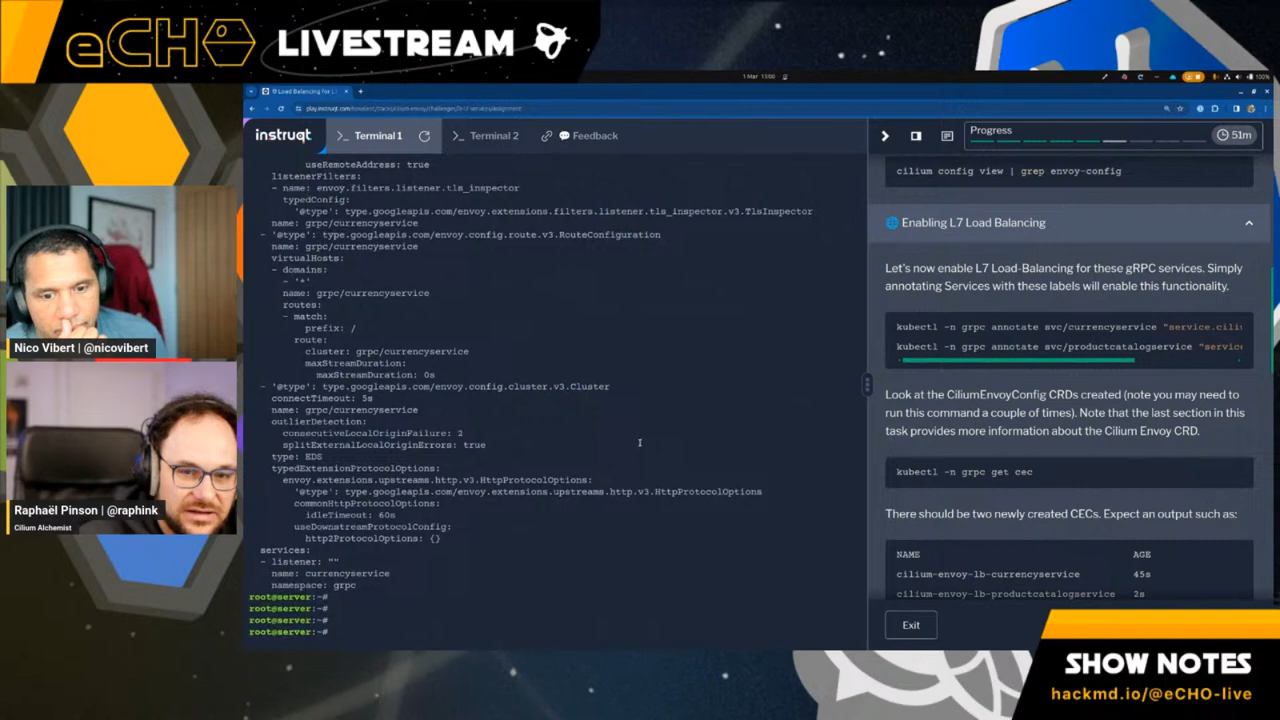 eCHO LIVESTREAM
1 Mar 15:00
100%
Load Balancing for L7
instruqt
>_ Terminal 1
>_ Terminal 2
Feedback
Progress
51m
useRemoteAddress: true
listenerFilters:
- name: envoy.filters.listener.tls_inspector
typedConfig:
'@type': type.googleapis.com/envoy.extensions.filters.listener.tls_inspector.v3.TlsInspector
name: grpc/currencyservice
- '@type': type.googleapis.com/envoy.config.route.v3.RouteConfiguration
name: grpc/currencyservice
virtualHosts:
- domains:
- '*'
name: grpc/currencyservice
routes:
- match:
prefix: /
route:
cluster: grpc/currencyservice
maxStreamDuration:
maxStreamDuration: 0s
- '@type': type.googleapis.com/envoy.config.cluster.v3.Cluster
connectTimeout: 5s
name: grpc/currencyservice
outlierDetection:
consecutiveLocalOriginFailure: 2
splitExternalLocalOriginErrors: true
type: EDS
typedExtensionProtocolOptions:
envoy.extensions.upstreams.http.v3.HttpProtocolOptions:
'@type': type.googleapis.com/envoy.extensions.upstreams.http.v3.HttpProtocolOptions
commonHttpProtocolOptions:
idleTimeout: 60s
useDownstreamProtocolConfig:
http2ProtocolOptions: {}
services:
- listener: ""
name: currencyservice
namespace: grpc
root@server:~#
root@server:~#
root@server:~#
root@server:~#
cilium config view | grep envoy-config
Enabling L7 Load Balancing
Let's now enable L7 Load-Balancing for these gRPC services. Simply
annotating Services with these labels will enable this functionality.
kubectl -n grpc annotate svc/currencyservice "service.cili
kubectl -n grpc annotate svc/productcatalogservice "service
Look at the CiliumEnvoyConfig CRDs created (note you may need to
run this command a couple of times). Note that the last section in this
task provides more information about the Cilium Envoy CRD.
kubectl -n grpc get cec
There should be two newly created CECs. Expect an output such as:
NAME AGE
cilium-envoy-lb-currencyservice 45s
cilium-envoy-lb-productcatalogservice 2s
Exit
Nico Vibert | @nicovibert
Raphaël Pinson | @raphink
Cilium Alchemist
SHOW NOTES
hackmd.io/@eCHO-live